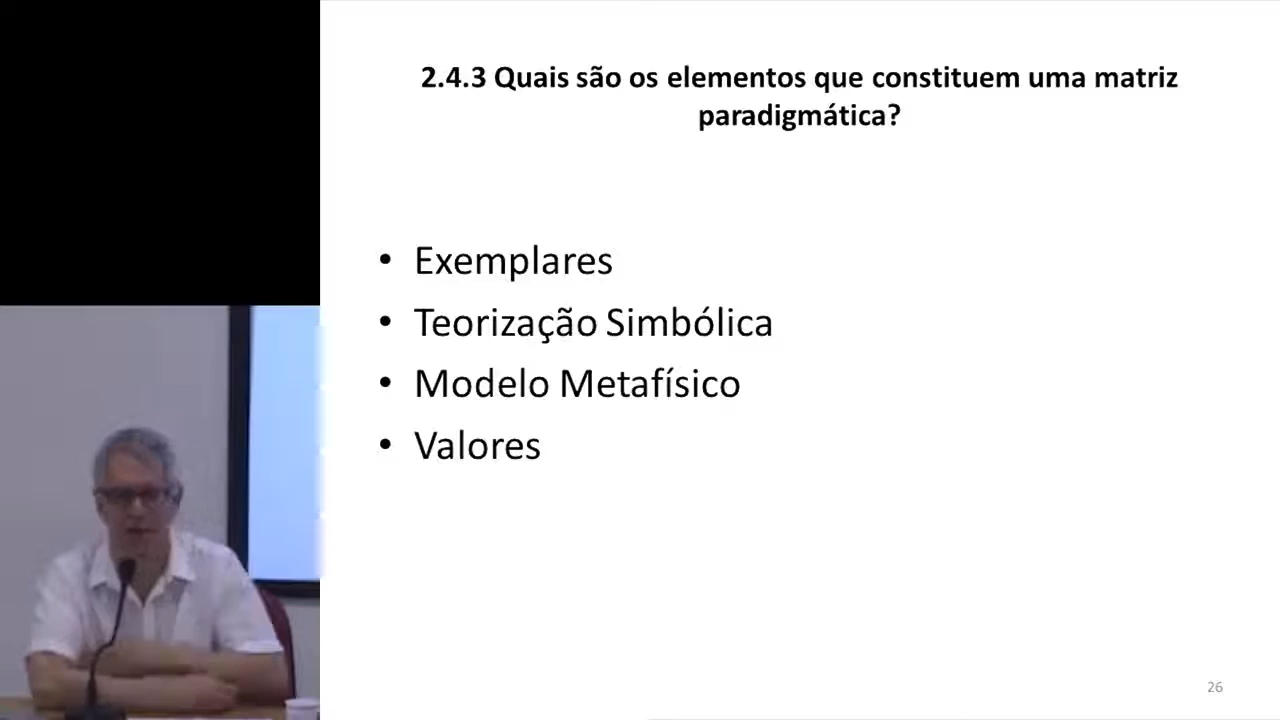 2.4.3 Quais são os elementos que constituem uma matriz
paradigmática?
• Exemplares
• Teorização Simbólica
• Modelo Metafísico
• Valores
26